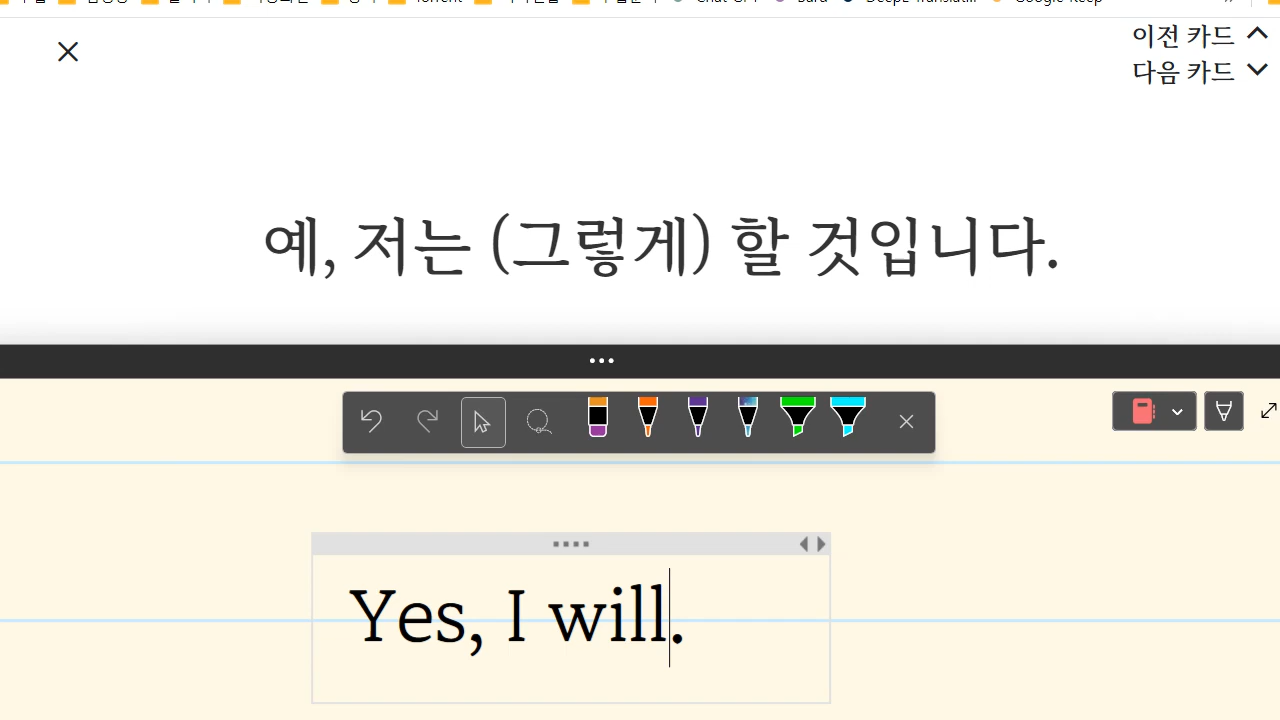 Torrent
이전 카드
다음 카드
예, 저는 (그렇게) 할 것입니다.
Yes, I will.